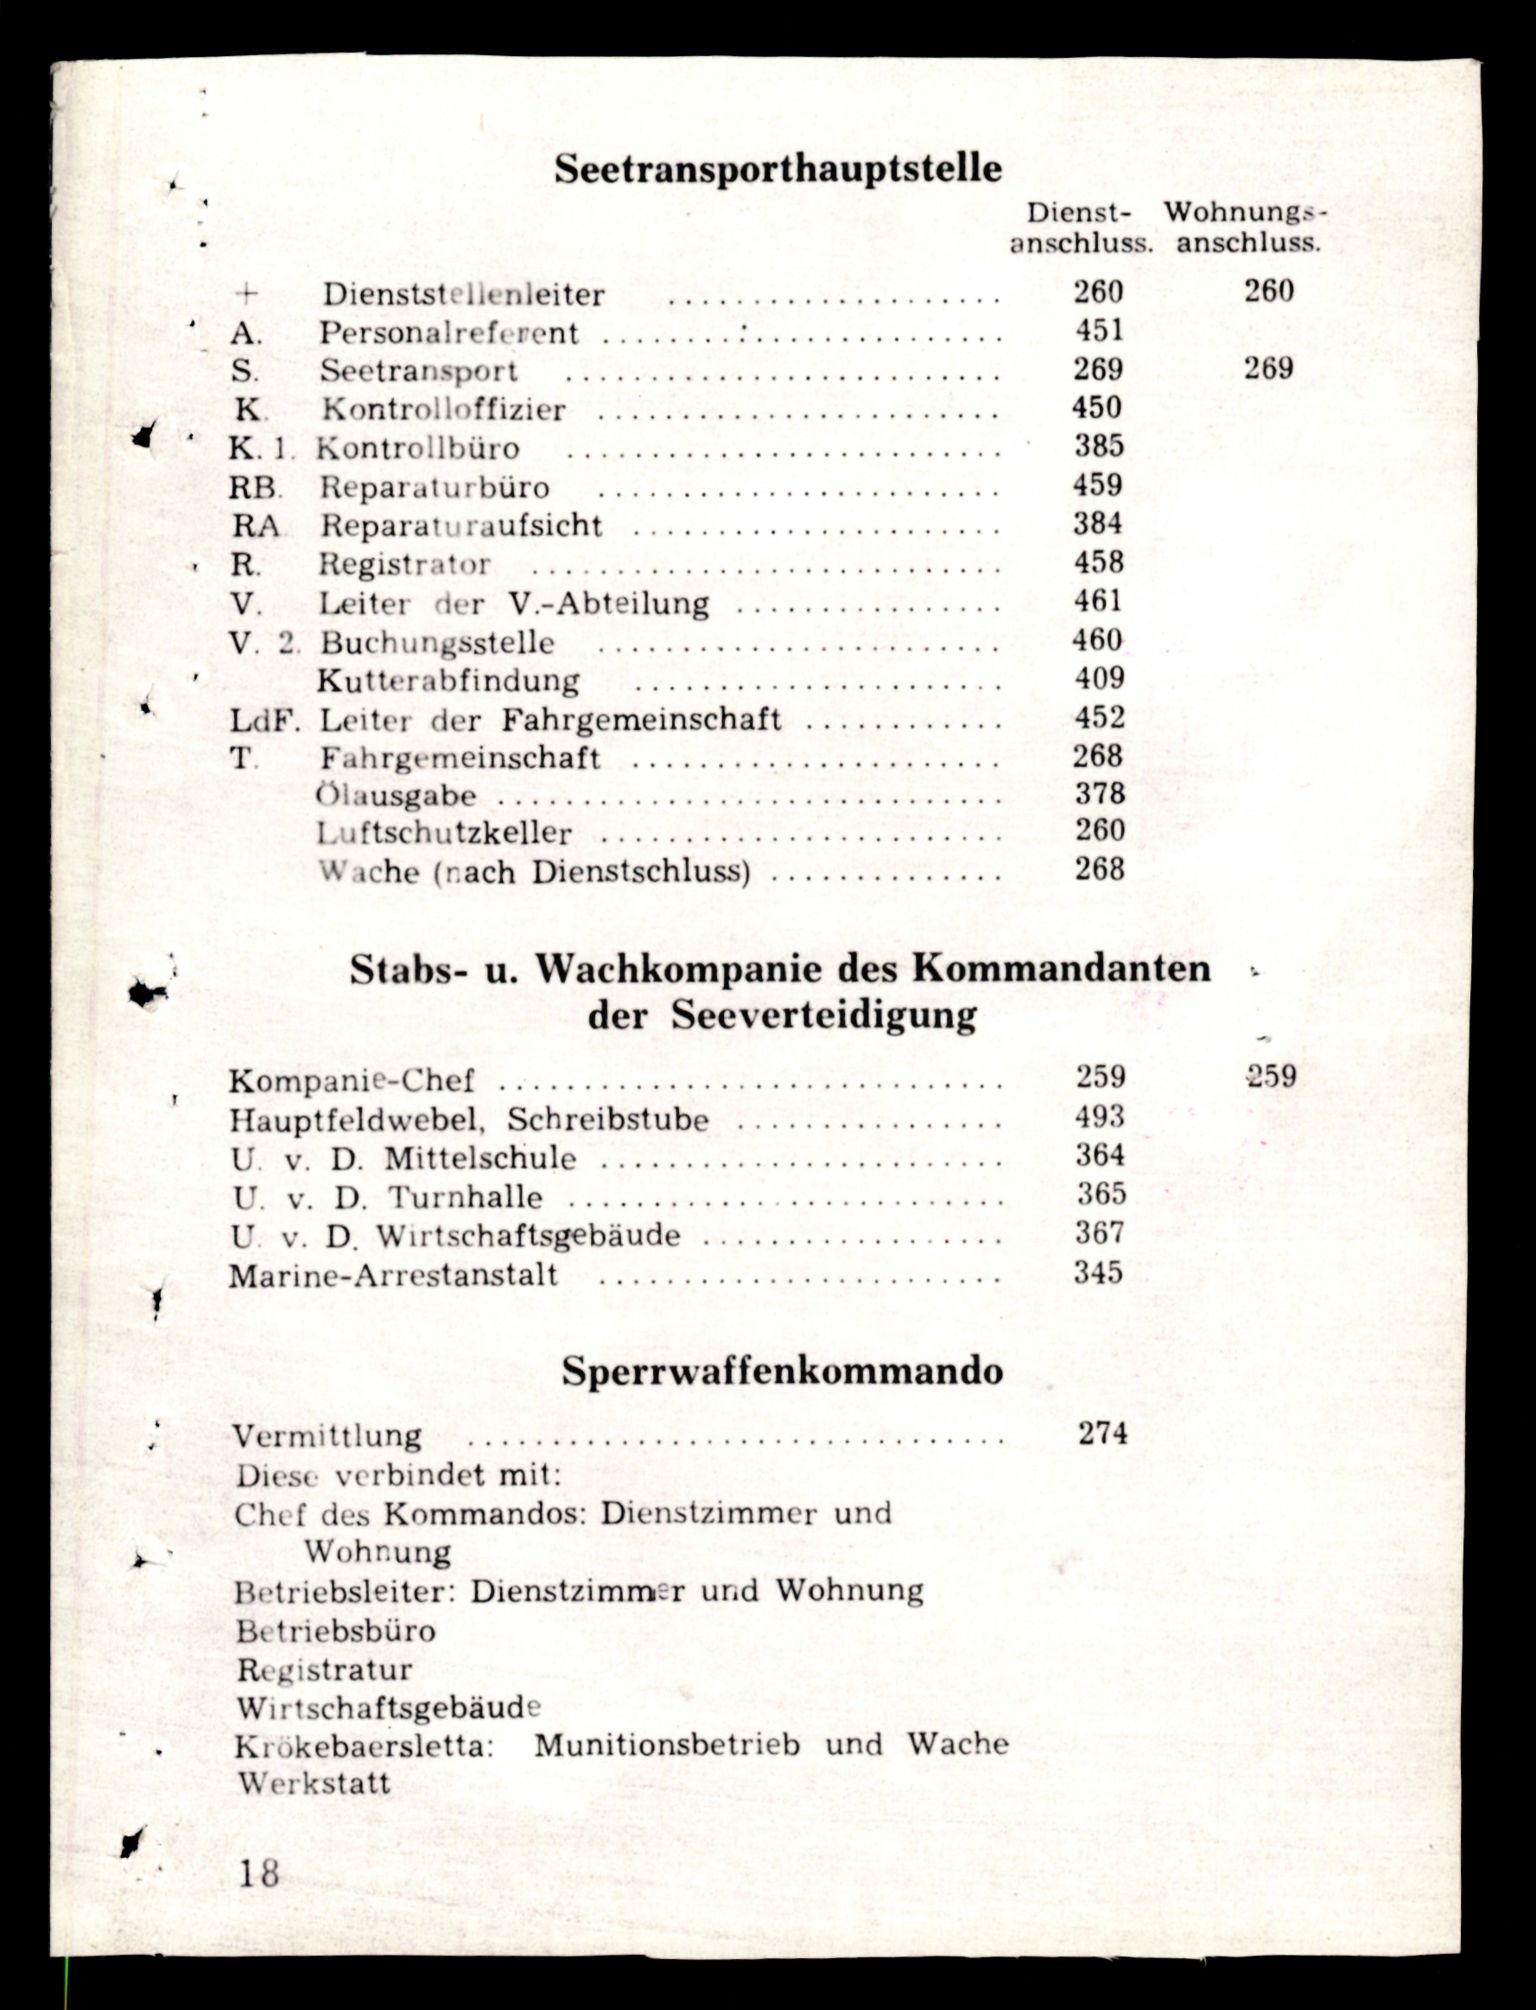 Seetransporthauptstelle
Dienst- Wohnungs-
anschluss. anschluss.
+ Dienststellenleiter .................... 260 260
A. Personalreferent ........:............... 451
S. Seetransport .......................... 269 269
K. Kontrolloffizier ........................ 450
K. 1. Kontrollbüro .......................... 385
RB. Reparaturbüro ........................ 459
RA Reparaturaufsicht ...................... 384
R. Registrator ............................ 458
V. Leiter der V.-Abteilung ................ 461
V. 2. Buchungsstelle ........................ 460
Kutterabfindung ...................... 409
LdF. Leiter der Fahrgemeinschaft ............ 452
T. Fahrgemeinschaft ...................... 268
Ölausgabe .............................. 378
Luftschutzkeller ........................ 260
Wache (nach Dienstschluss) .............. 268
Stabs- u. Wachkompanie des Kommandanten
der Seeverteidigung
Kompanie-Chef .............................. 259 259
Hauptfeldwebel, Schreibstube ................ 493
U. v. D. Mittelschule ........................ 364
U. v. D. Turnhalle .......................... 365
U. v. D. Wirtschaftsgebäude .................. 367
Marine-Arrestanstalt ........................ 345
Sperrwaffenkommando
Vermittlung ................................ 274
Diese verbindet mit:
Chef des Kommandos: Dienstzimmer und
Wohnung
Betriebsleiter: Dienstzimmer und Wohnung
Betriebsbüro
Registratur
Wirtschaftsgebäude
Krökebaersletta: Munitionsbetrieb und Wache
Werkstatt
18